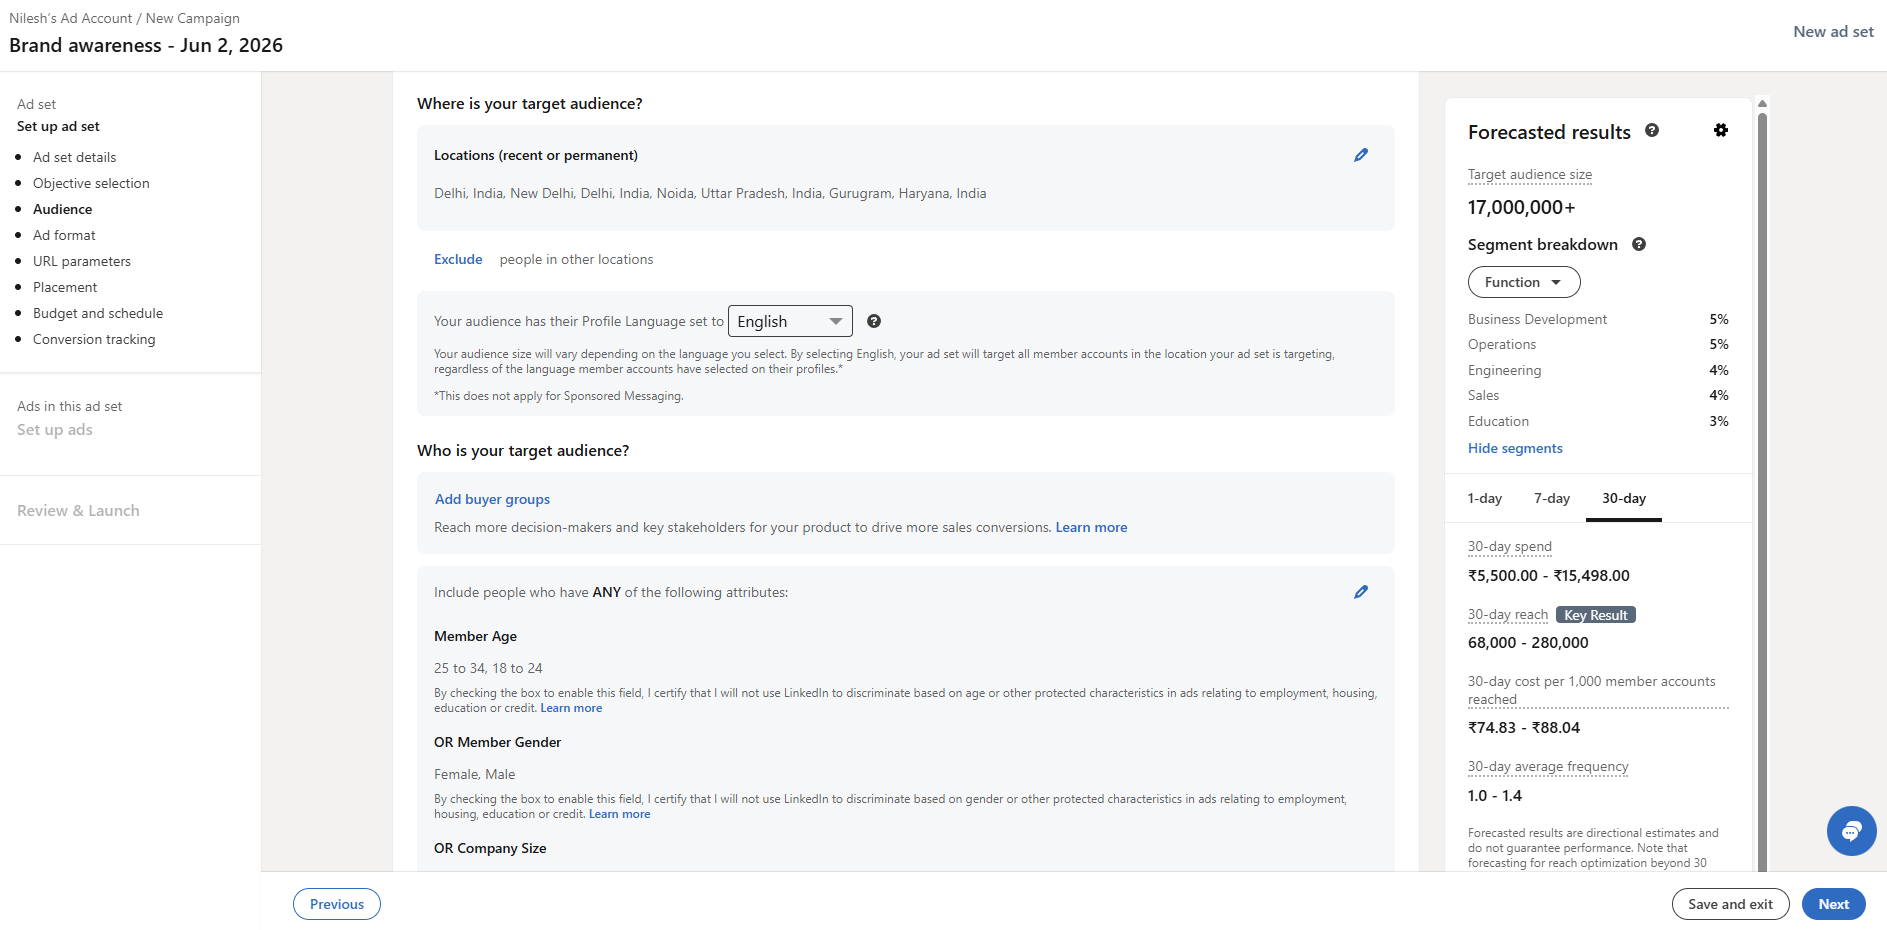 Nilesh's Ad Account / New Campaign
Brand awareness - Jun 2, 2026
New ad set
Ad set
Set up ad set
Ad set details
Objective selection
Audience
Ad format
URL parameters
Placement
Budget and schedule
Conversion tracking
Ads in this ad set
Set up ads
Review & Launch
Where is your target audience?
Locations (recent or permanent)
Delhi, India, New Delhi, Delhi, India, Noida, Uttar Pradesh, India, Gurugram, Haryana, India
Exclude people in other locations
Your audience has their Profile Language set to English
Your audience size will vary depending on the language you select. By selecting English, your ad set will target all member accounts in the location your ad set is targeting,
regardless of the language member accounts have selected on their profiles.*
*This does not apply for Sponsored Messaging.
Who is your target audience?
Add buyer groups
Reach more decision-makers and key stakeholders for your product to drive more sales conversions. Learn more
Include people who have ANY of the following attributes:
Member Age
25 to 34, 18 to 24
By checking the box to enable this field, I certify that I will not use LinkedIn to discriminate based on age or other protected characteristics in ads relating to employment, housing,
education or credit. Learn more
OR Member Gender
Female, Male
By checking the box to enable this field, I certify that I will not use LinkedIn to discriminate based on gender or other protected characteristics in ads relating to employment,
housing, education or credit. Learn more
OR Company Size
Forecasted results
Target audience size
17,000,000+
Segment breakdown
Function
Business Development 5%
Operations 5%
Engineering 4%
Sales 4%
Education 3%
Hide segments
1-day 7-day 30-day
30-day spend
₹5,500.00 - ₹15,498.00
30-day reach Key Result
68,000 - 280,000
30-day cost per 1,000 member accounts
reached
₹74.83 - ₹88.04
30-day average frequency
1.0 - 1.4
Forecasted results are directional estimates and
do not guarantee performance. Note that
forecasting for reach optimization beyond 30
Previous
Save and exit
Next